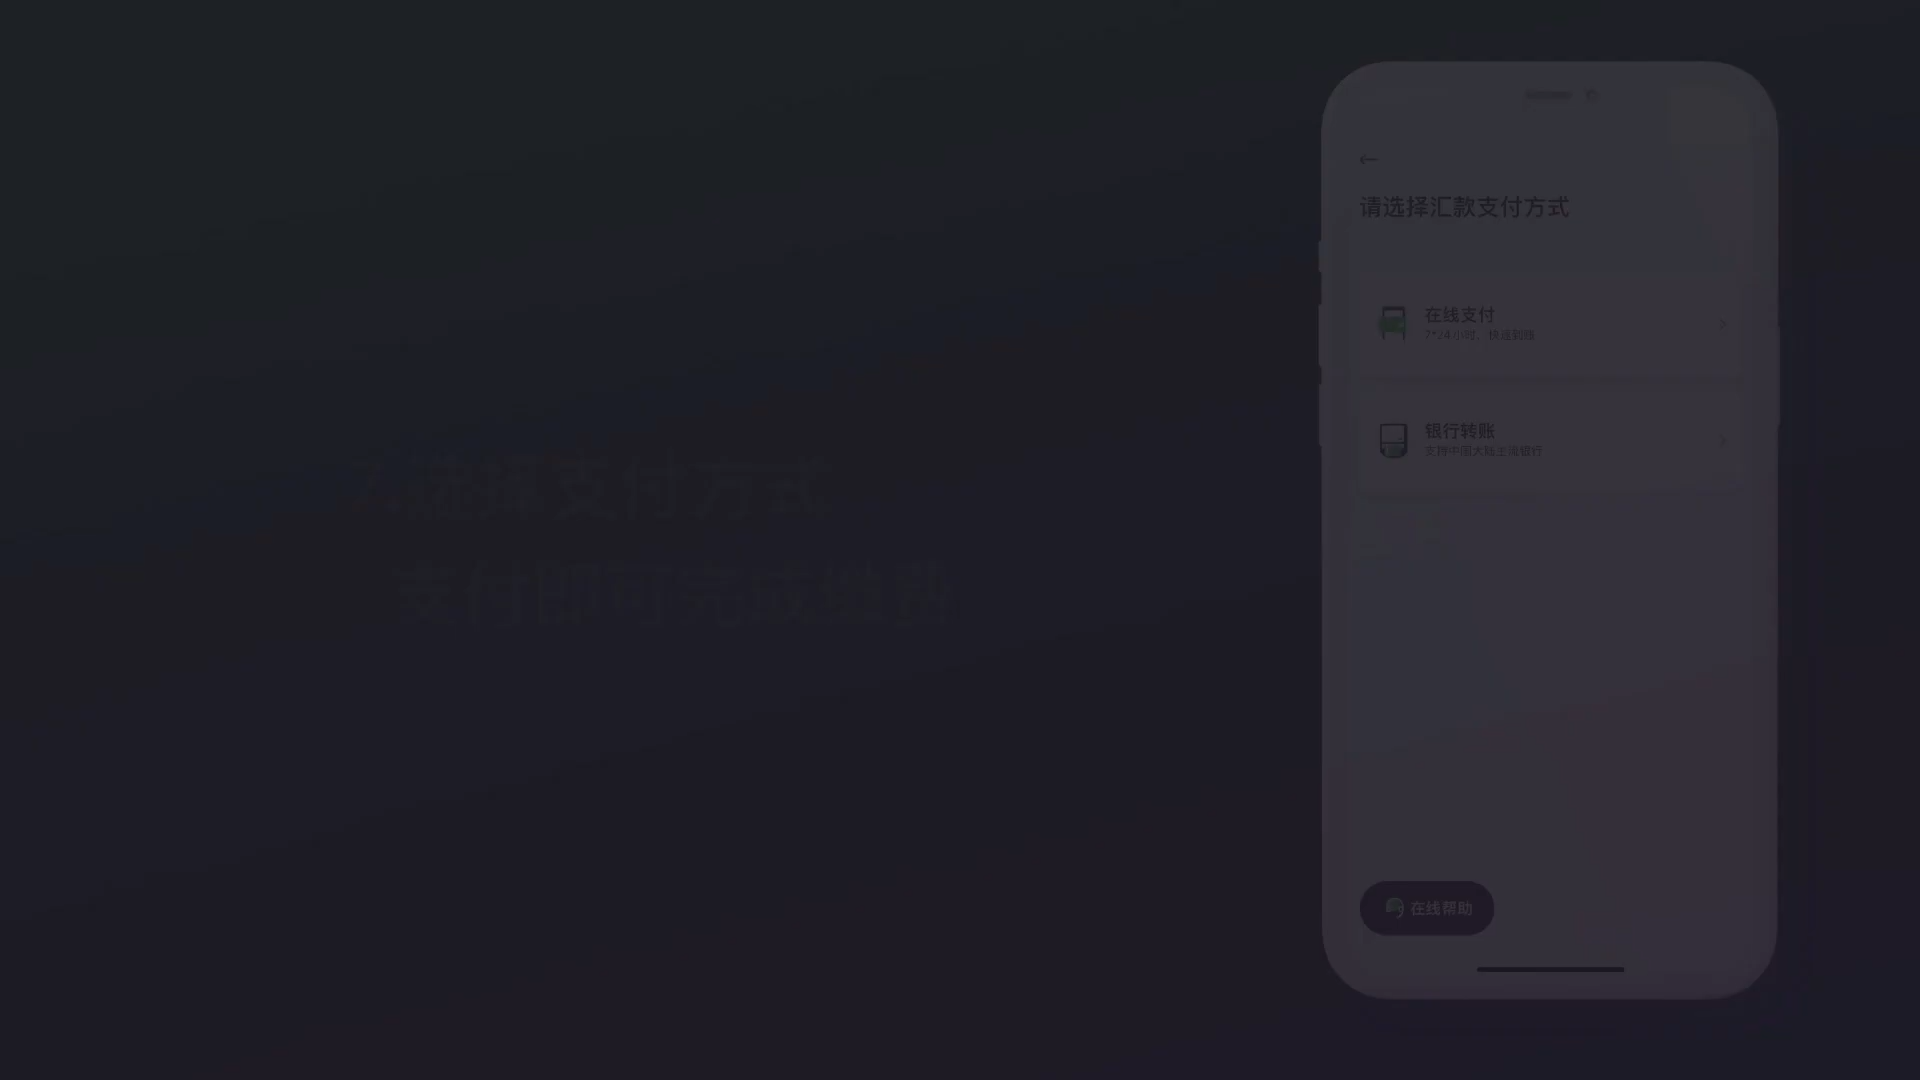 7.选择支付方式
支付即可完成缴费
请选择汇款支付方式
在线支付
7*24小时，快速到账
银行转账
支持中国大陆主流银行
在线帮助